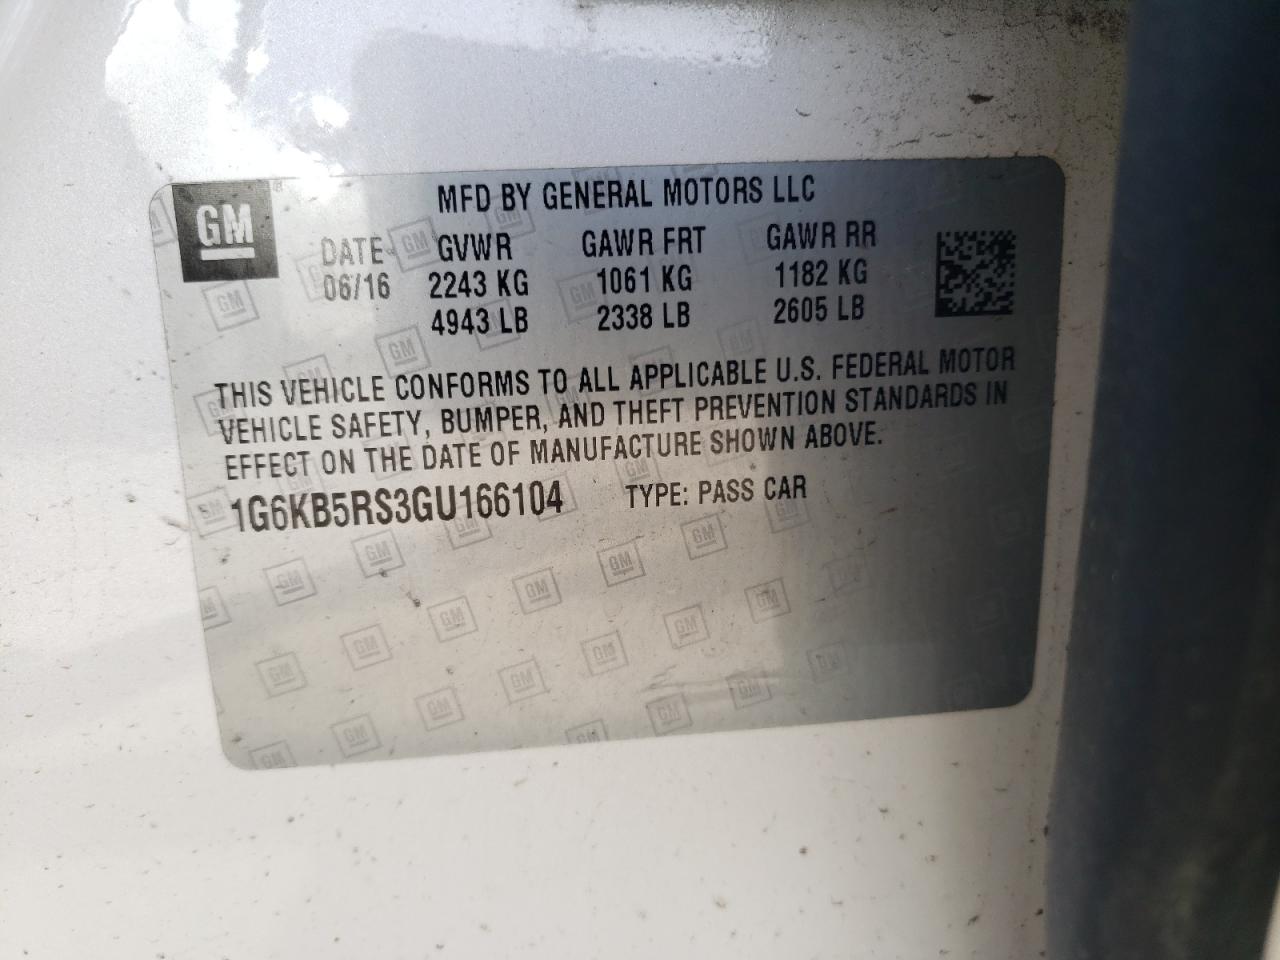 GM
MFD BY GENERAL MOTORS LLC
DATE GVWR GAWR FRT GAWR RR
06/16 2243 KG 1061 KG 1182 KG
4943 LB 2338 LB 2605 LB
THIS VEHICLE CONFORMS TO ALL APPLICABLE U.S. FEDERAL MOTOR
VEHICLE SAFETY, BUMPER, AND THEFT PREVENTION STANDARDS IN
EFFECT ON THE DATE OF MANUFACTURE SHOWN ABOVE.
1G6KB5RS3GU166104 TYPE: PASS CAR